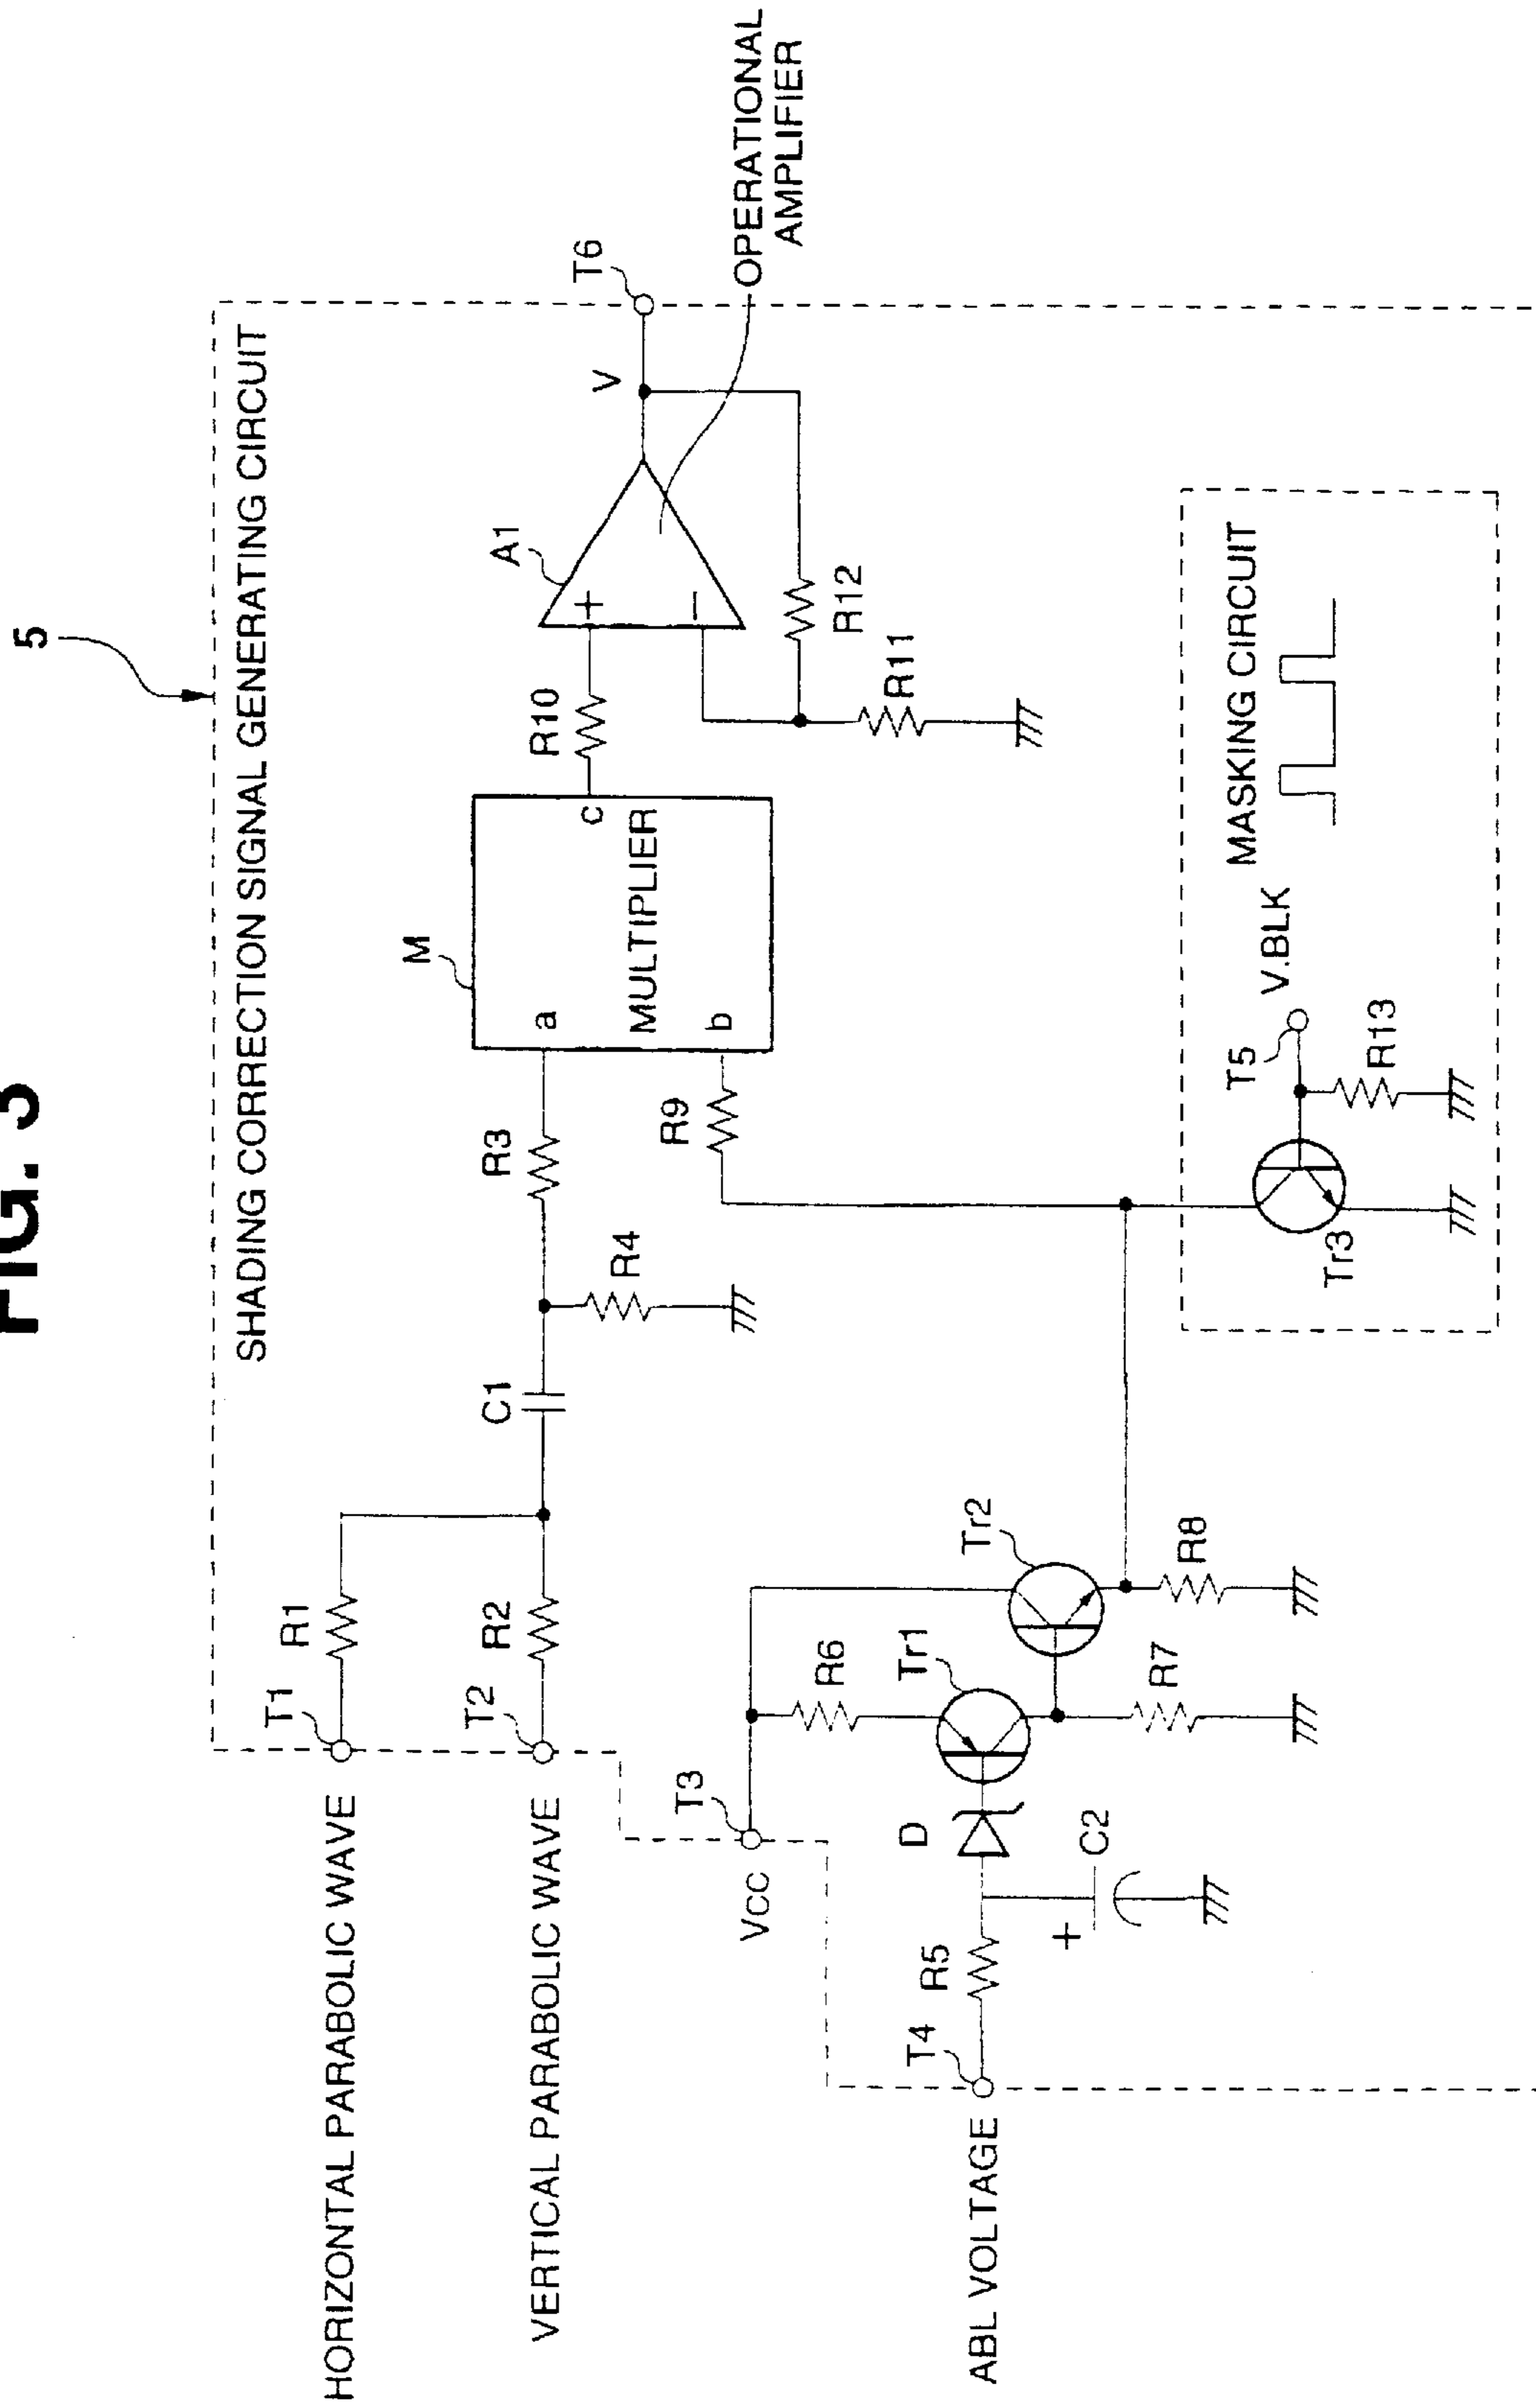 FIG. 3
5
SHADING CORRECTION SIGNAL GENERATING CIRCUIT
HORIZONTAL PARABOLIC WAVE
T1
R1
VERTICAL PARABOLIC WAVE
T2
R2
C1
R4
R3
M
a
b
c
MULTIPLIER
R9
R10
A1
+
−
V
T6
OPERATIONAL
AMPLIFIER
R12
R11
Vcc
T3
R6
Tr1
Tr2
R7
R8
ABL VOLTAGE
T4
R5
D
+
C2
MASKING CIRCUIT
T5
V.BLK
Tr3
R13